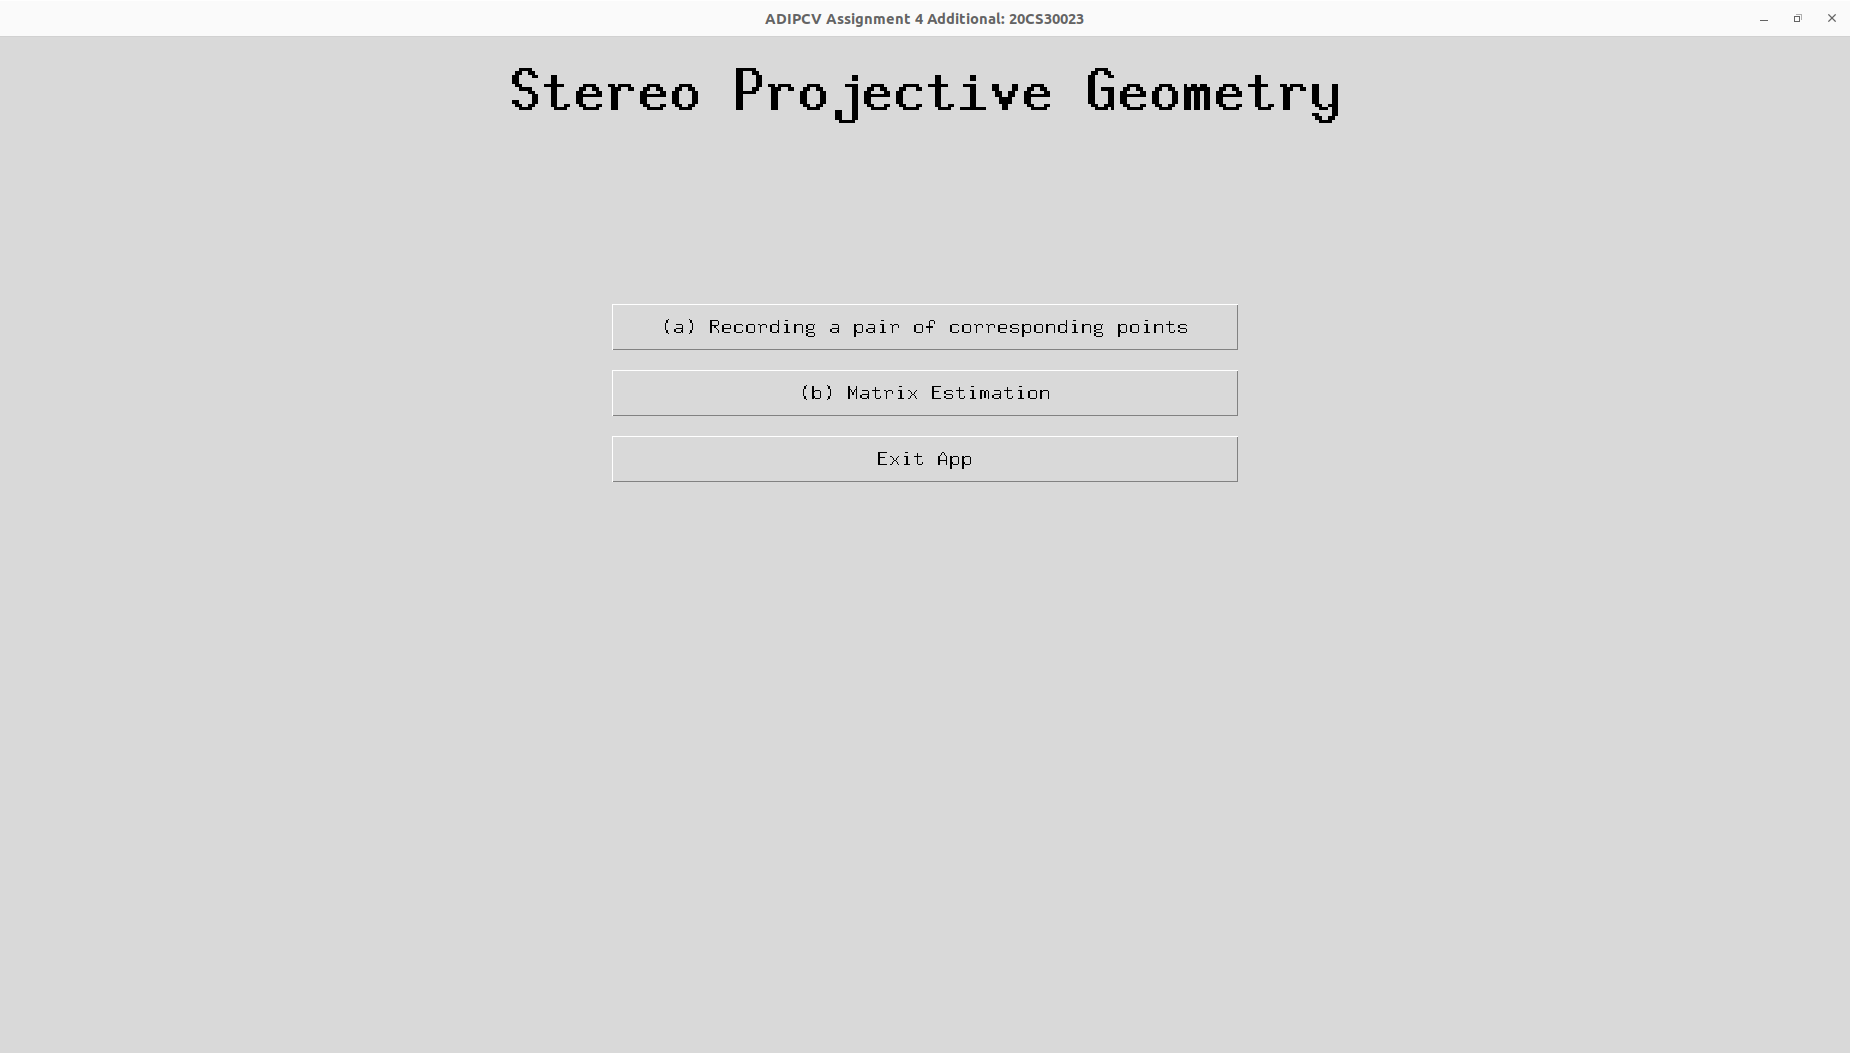 ADIPCV Assignment 4 Additional: 20CS30023
Stereo Projective Geometry
(a) Recording a pair of corresponding points
(b) Matrix Estimation
Exit App